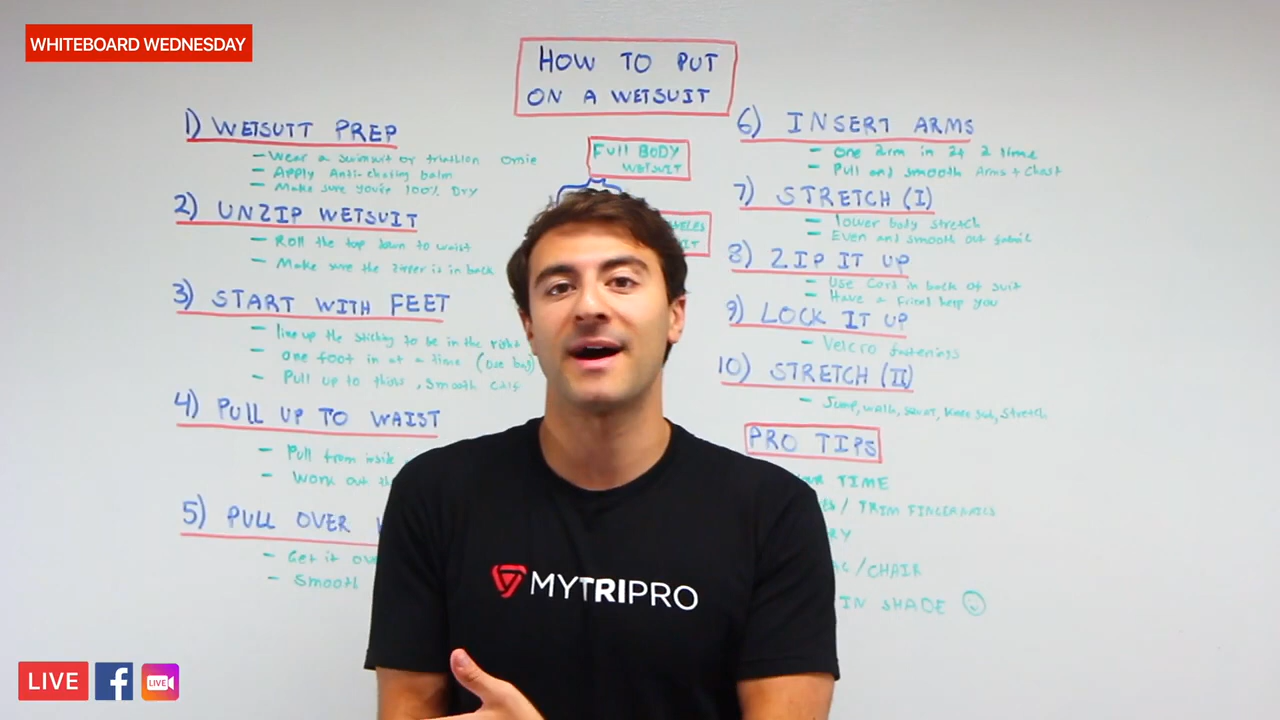 WHITEBOARD WEDNESDAY
HOW TO PUT
ON A WETSUIT
1) WETSUIT PREP
- Wear a swimsuit or triathlon onsie
- Apply Anti-chafing balm
- Make sure you're 100% Dry
2) UNZIP WETSUIT
- Roll the top down to waist
- Make sure the zipper is in back
3) START WITH FEET
- line up the to be in the
- one foot in at a time
- Pull up to , smooth calf
4) PULL UP TO WAIST
- Pull from inside
- Work out
5) PULL OVER
- Get it
- Smooth
Full BODY
WETSUIT
6) INSERT ARMS
- One arm in at a time
- Pull and smooth Arms + Chest
7) STRETCH (I)
- lower body stretch
- Even and smooth out fabric
8) ZIP IT UP
- Use Cord in back of suit
- Have a friend help you
9) LOCK IT UP
- Velcro fastenings
10) STRETCH (II)
- Jump, walk, squat, , stretch
PRO TIPS
TIME
/ TRIM FINGERNAILS
/CHAIR
IN SHADE
MYTRIPRO
LIVE
f
LIVE